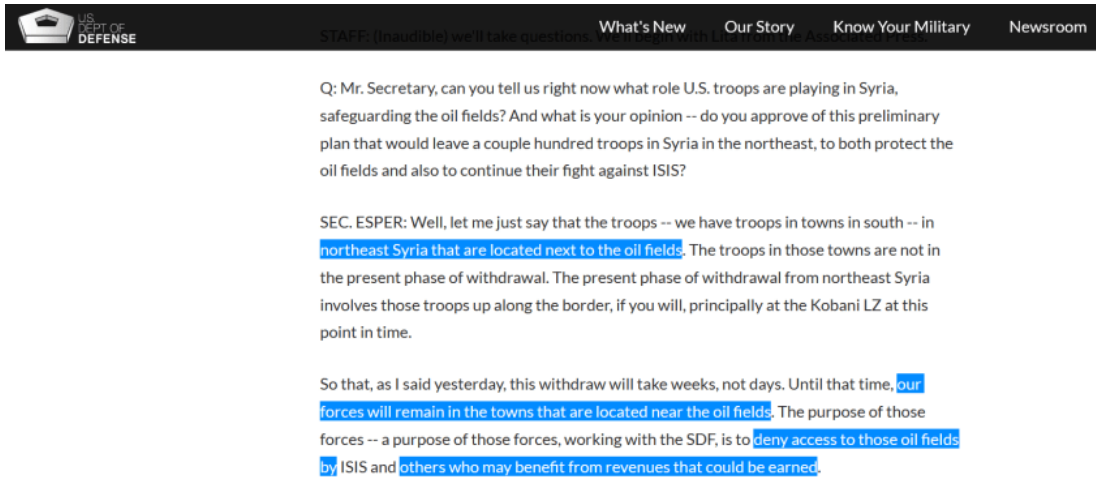 U.S.
DEPT OF
DEFENSE
What's New Our Story Know Your Military Newsroom
STAFF: (Inaudible) we'll take questions. We'll begin with Lita from the Associated Press.
Q: Mr. Secretary, can you tell us right now what role U.S. troops are playing in Syria,
safeguarding the oil fields? And what is your opinion -- do you approve of this preliminary
plan that would leave a couple hundred troops in Syria in the northeast, to both protect the
oil fields and also to continue their fight against ISIS?
SEC. ESPER: Well, let me just say that the troops -- we have troops in towns in south -- in
northeast Syria that are located next to the oil fields. The troops in those towns are not in
the present phase of withdrawal. The present phase of withdrawal from northeast Syria
involves those troops up along the border, if you will, principally at the Kobani LZ at this
point in time.
So that, as I said yesterday, this withdraw will take weeks, not days. Until that time, our
forces will remain in the towns that are located near the oil fields. The purpose of those
forces -- a purpose of those forces, working with the SDF, is to deny access to those oil fields
by ISIS and others who may benefit from revenues that could be earned.